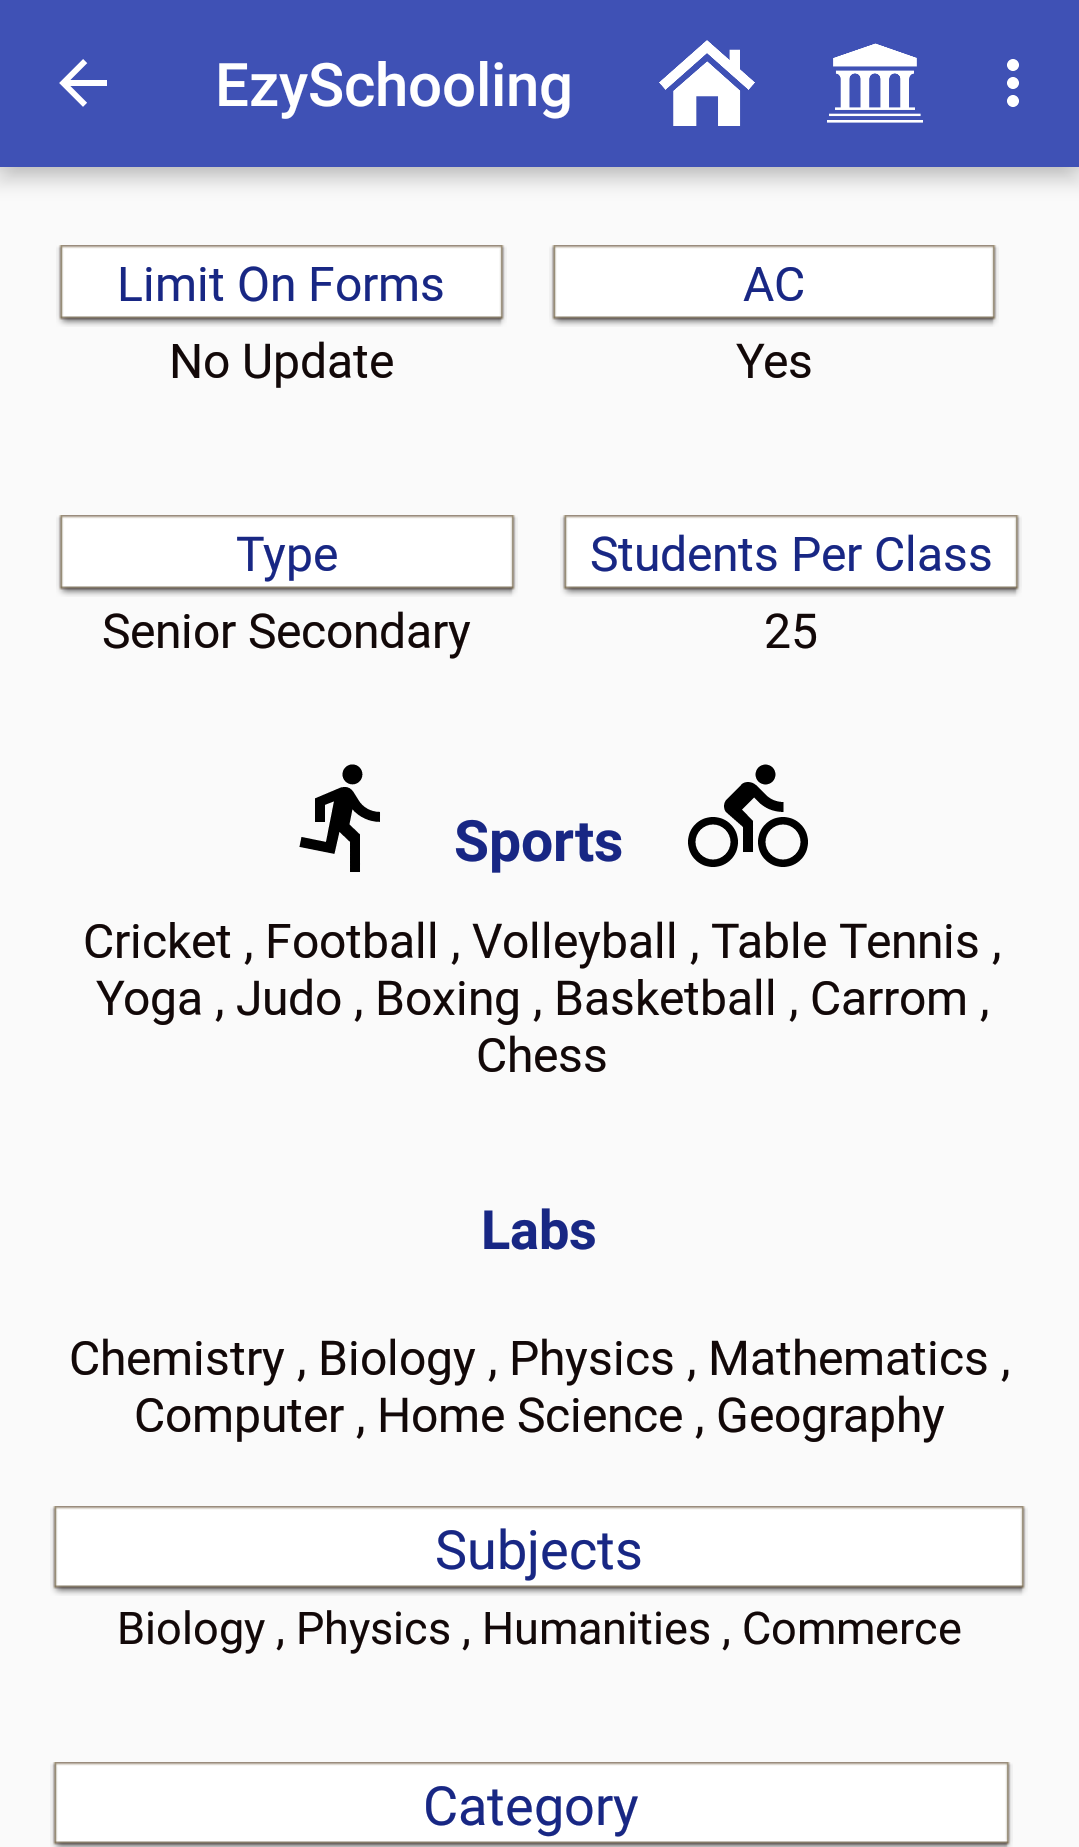 EzySchooling
Limit On Forms
AC
No Update
Yes
Type
Students Per Class
Senior Secondary
25
Sports
Cricket , Football , Volleyball , Table Tennis ,
Yoga , Judo , Boxing , Basketball , Carrom ,
Chess
Labs
Chemistry , Biology , Physics , Mathematics ,
Computer , Home Science , Geography
Subjects
Biology , Physics , Humanities , Commerce
Category